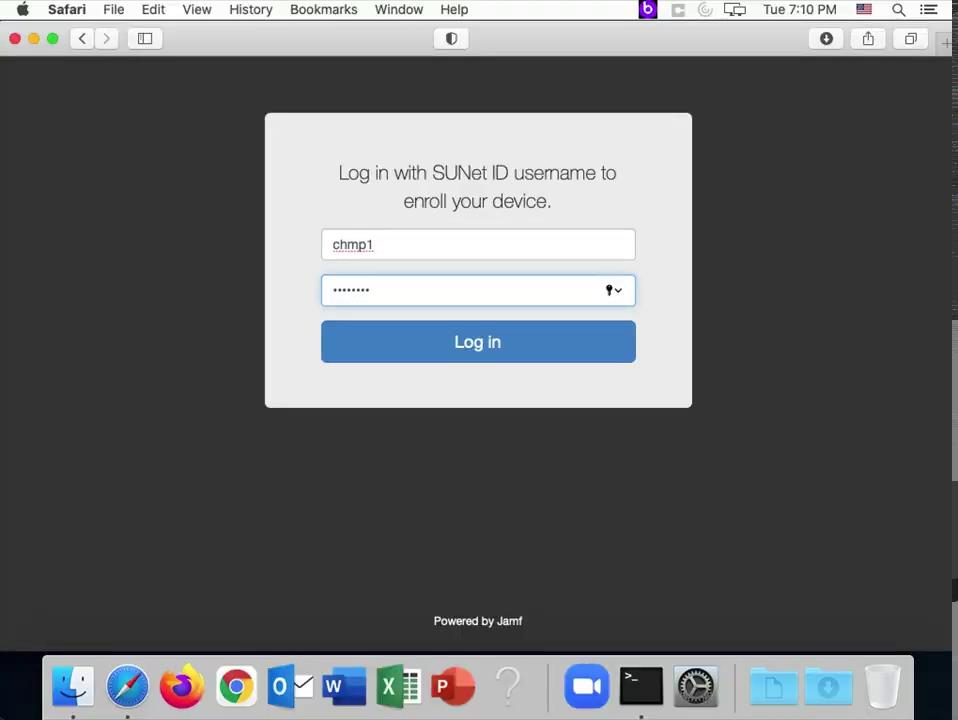 Safari File Edit View History Bookmarks Window Help Tue 7:10 PM
Log in with SUNet ID username to
enroll your device.
chmp1
••••••••
Log in
Powered by Jamf